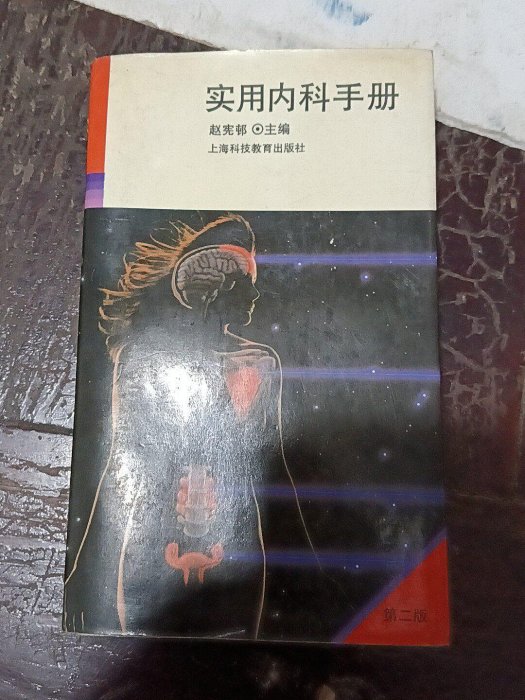 实用内科手册
赵宪邨 ⊙主编
上海科技教育出版社
第二版